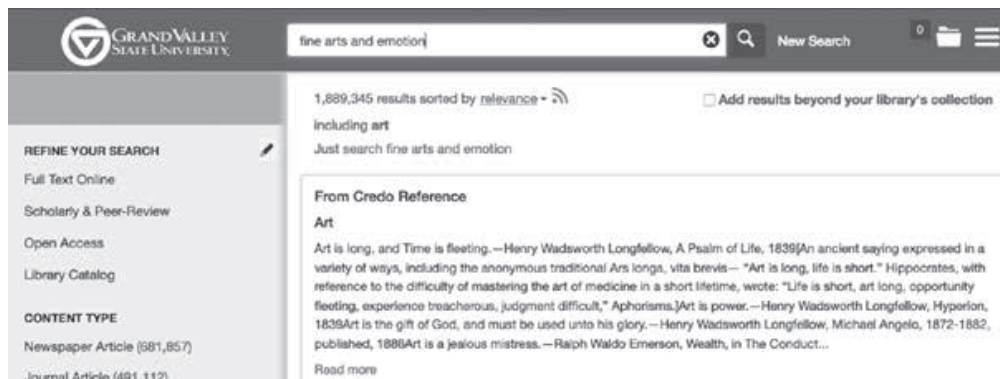 GRAND VALLEY
STATE UNIVERSITY
fine arts and emotion
New Search
0
1,889,345 results sorted by relevance
Add results beyond your library's collection
including art
Just search fine arts and emotion
REFINE YOUR SEARCH
Full Text Online
Scholarly & Peer-Review
Open Access
Library Catalog
CONTENT TYPE
Newspaper Article (681,857)
Journal Article (491,112)
From Credo Reference
Art
Art is long, and Time is fleeting.—Henry Wadsworth Longfellow, A Psalm of Life, 1839[An ancient saying expressed in a
variety of ways, including the anonymous traditional Ars longa, vita brevis— "Art is long, life is short." Hippocrates, with
reference to the difficulty of mastering the art of medicine in a short lifetime, wrote: "Life is short, art long, opportunity
fleeting, experience treacherous, judgment difficult," Aphorisms.]Art is power.—Henry Wadsworth Longfellow, Hyperion,
1839Art is the gift of God, and must be used unto his glory.—Henry Wadsworth Longfellow, Michael Angelo, 1872-1882,
published, 1886Art is a jealous mistress.—Ralph Waldo Emerson, Wealth, in The Conduct...
Read more